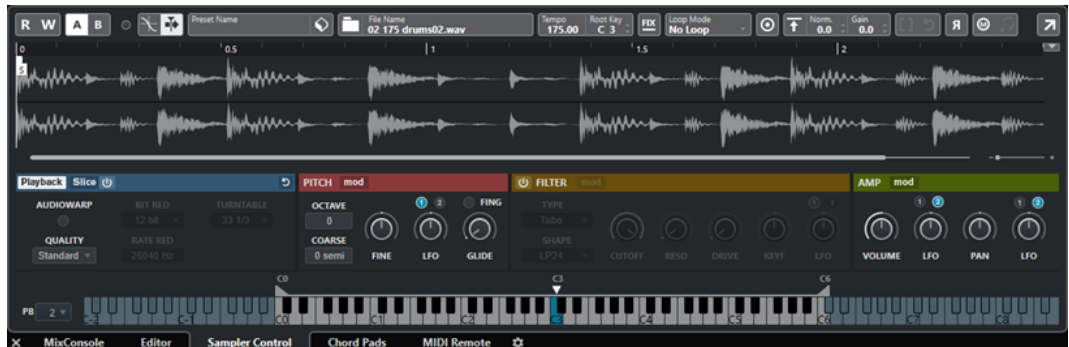 R W A B Preset Name File Name Tempo Root Key FIX Loop Mode Norm. Gain
02 175 drums02.wav 175.00 C 3 No Loop 0.0 0.0
0 0.5 1 1.5 2
S
Playback Slice PITCH mod FILTER mod AMP mod
AUDIOWARP BIT RED TURNTABLE OCTAVE 1 2 FING TYPE 1 2 1 2
12 bit 33 1/3 0 Tube
QUALITY RATE RED COARSE SHAPE
Standard 26040 Hz 0 semi FINE LFO GLIDE LP24 CUTOFF RESO DRIVE KEYF LFO VOLUME LFO PAN LFO
C0 C3 C6
PB 2
C-2 C-1 C0 C1 C2 C3 C4 C5 C6 C7 C8
MixConsole Editor Sampler Control Chord Pads MIDI Remote